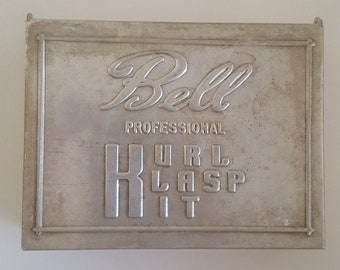 Bell
PROFESSIONAL
KURL
KLASP
KIT